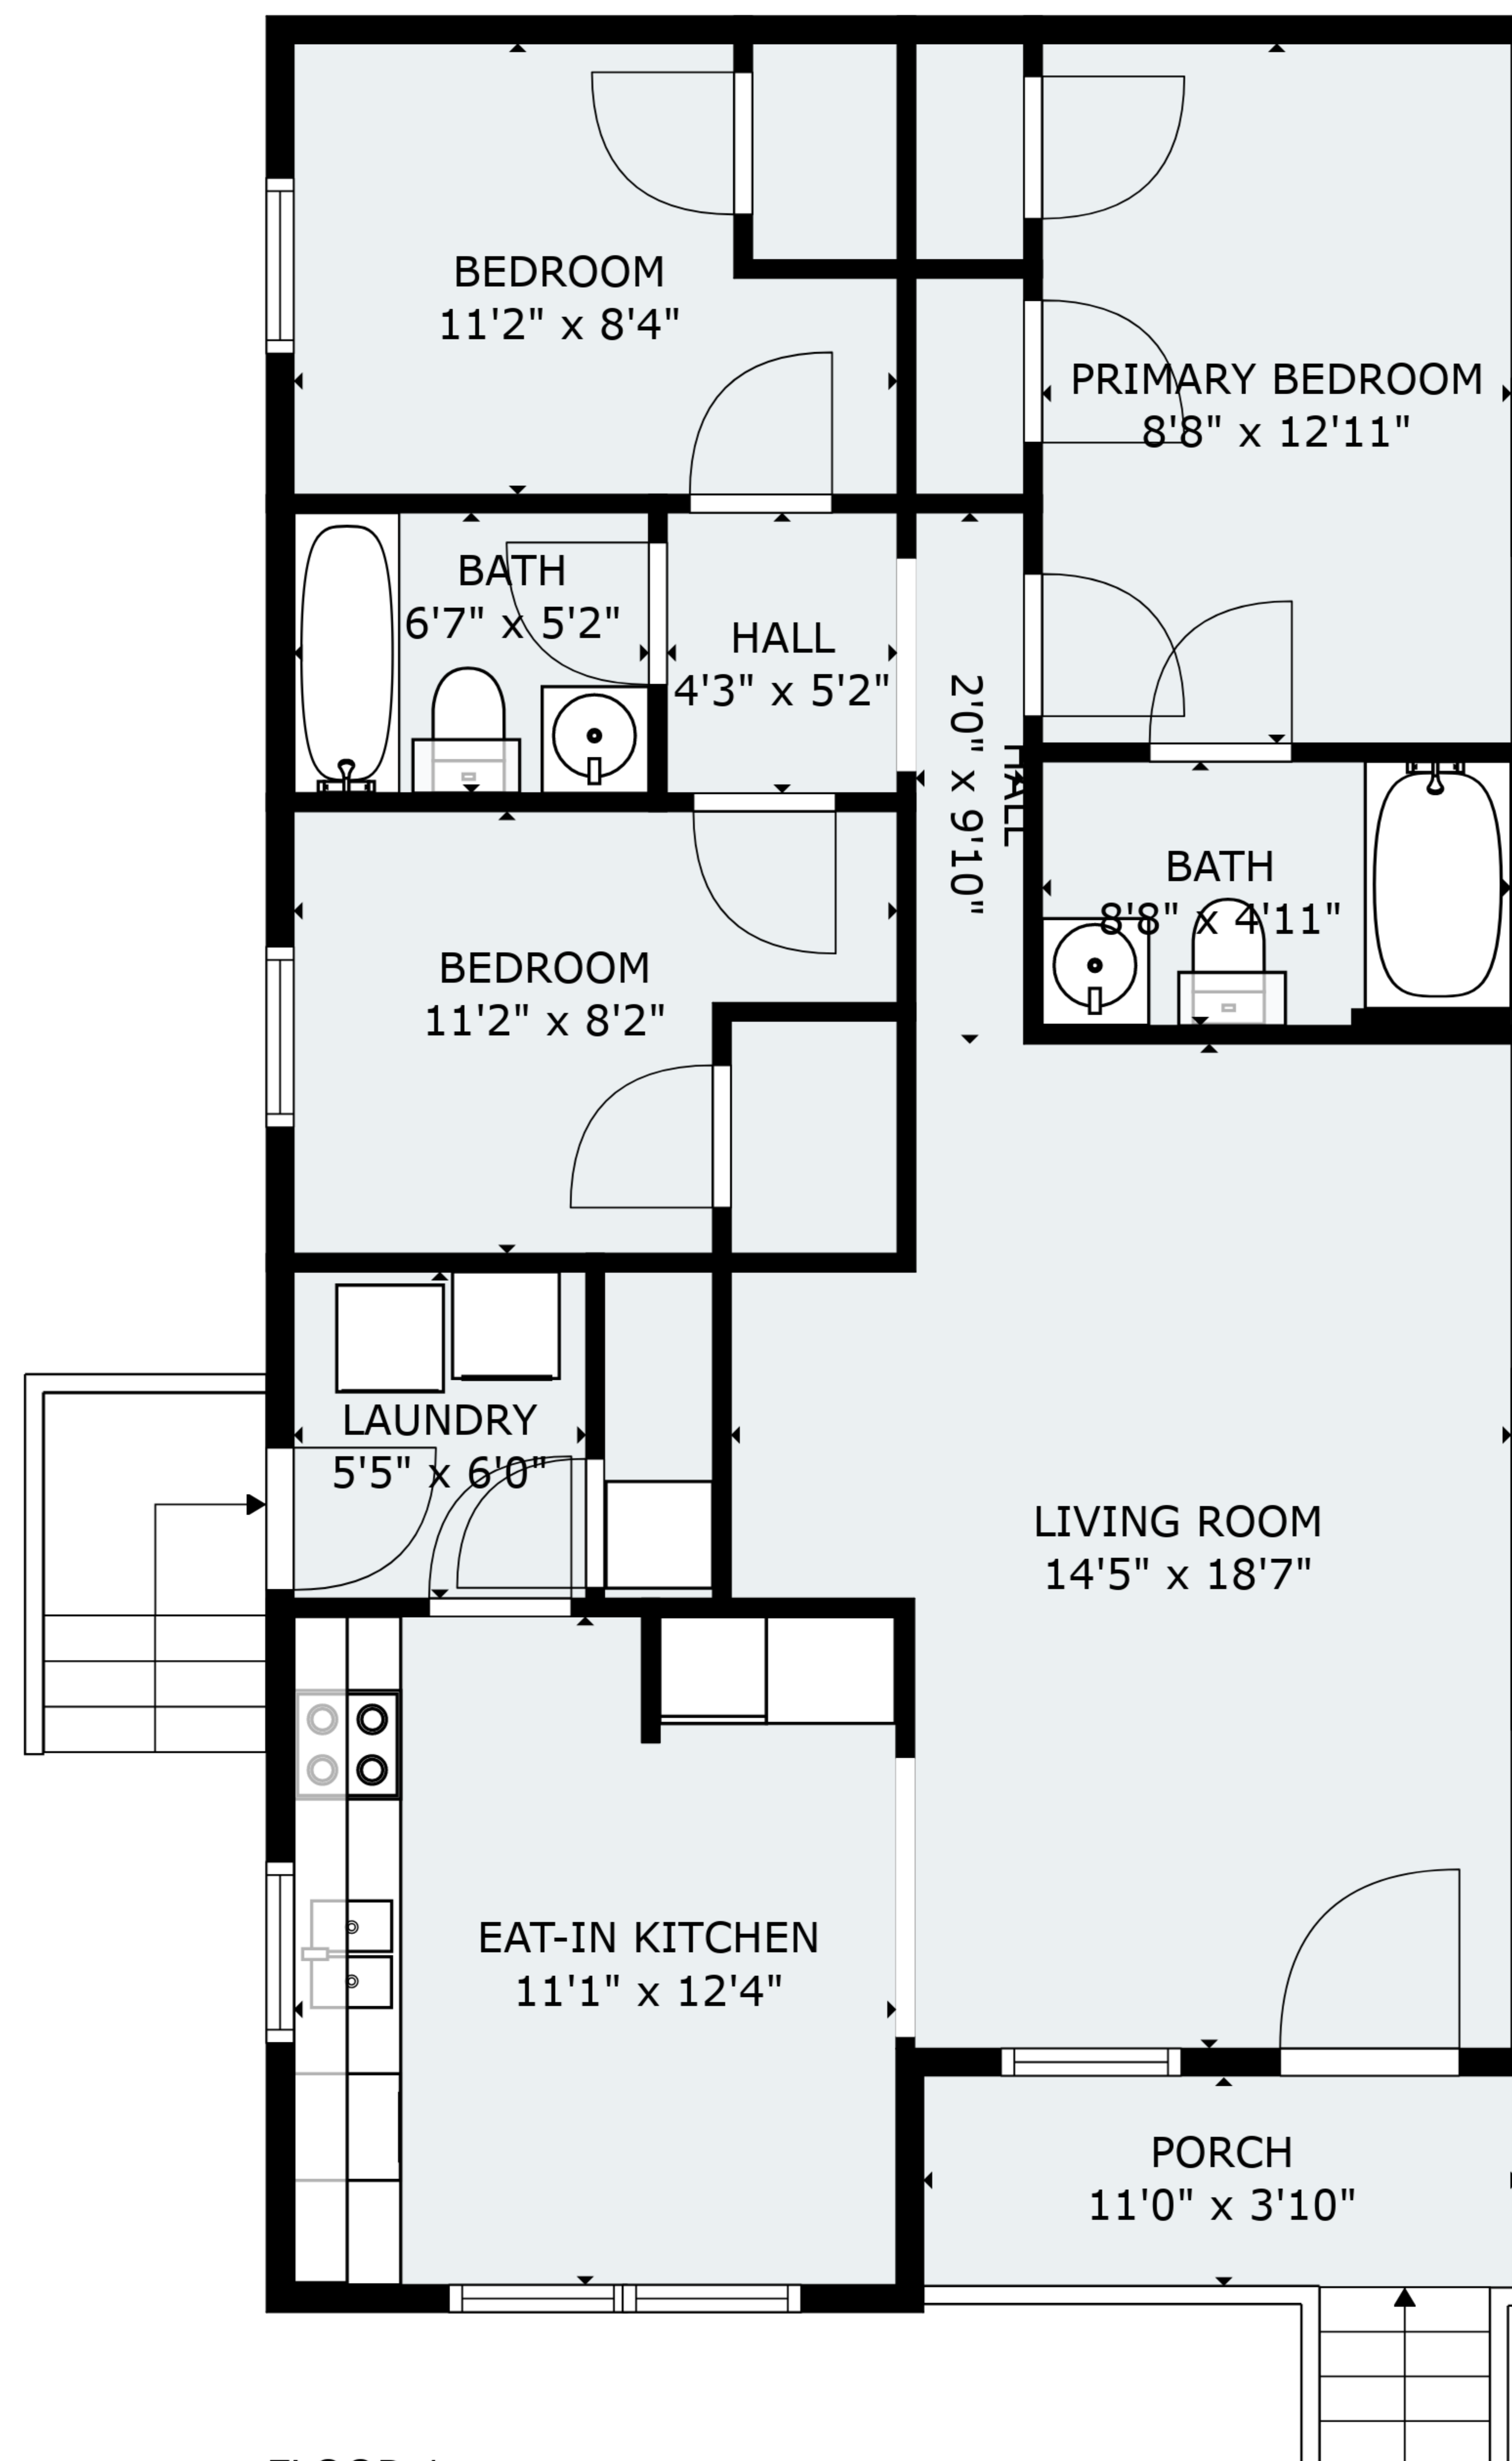 BEDROOM
11'2" x 8'4"
PRIMARY BEDROOM
8'8" x 12'11"
BATH
6'7" x 5'2"
HALL
4'3" x 5'2"
HALL
2'0" x 9'10"
BATH
8'8" x 4'11"
BEDROOM
11'2" x 8'2"
LAUNDRY
5'5" x 6'0"
LIVING ROOM
14'5" x 18'7"
EAT-IN KITCHEN
11'1" x 12'4"
PORCH
11'0" x 3'10"